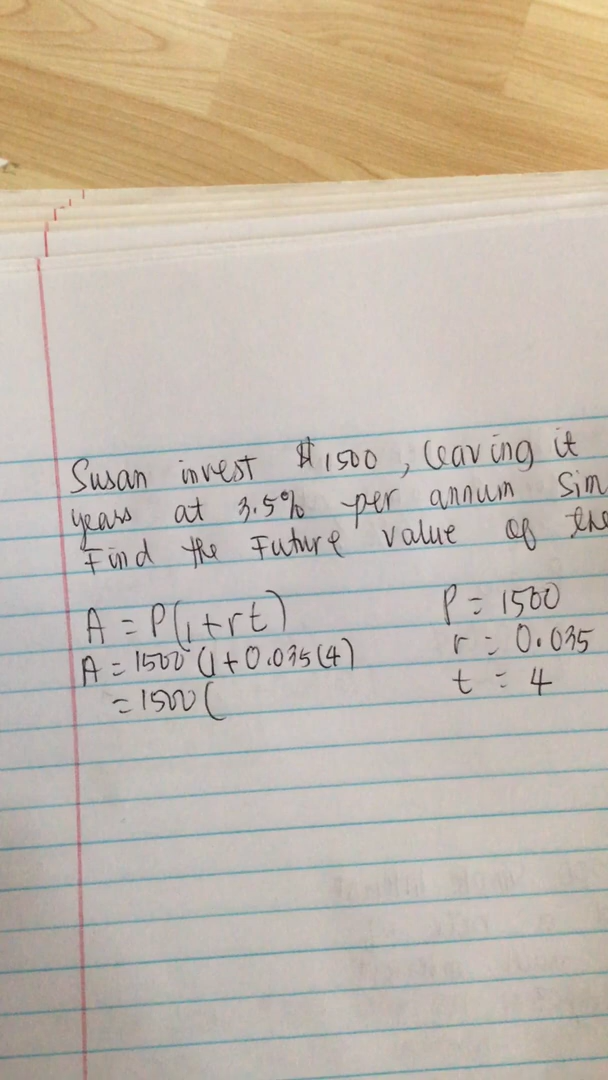 Susan invest $1500, leaving it
years at 3.5% per annum Sim
Find the Future value of the
A = P(1+rt)
P = 1500
A = 1500 (1+0.035(4)
r = 0.035
= 1500 (
t = 4